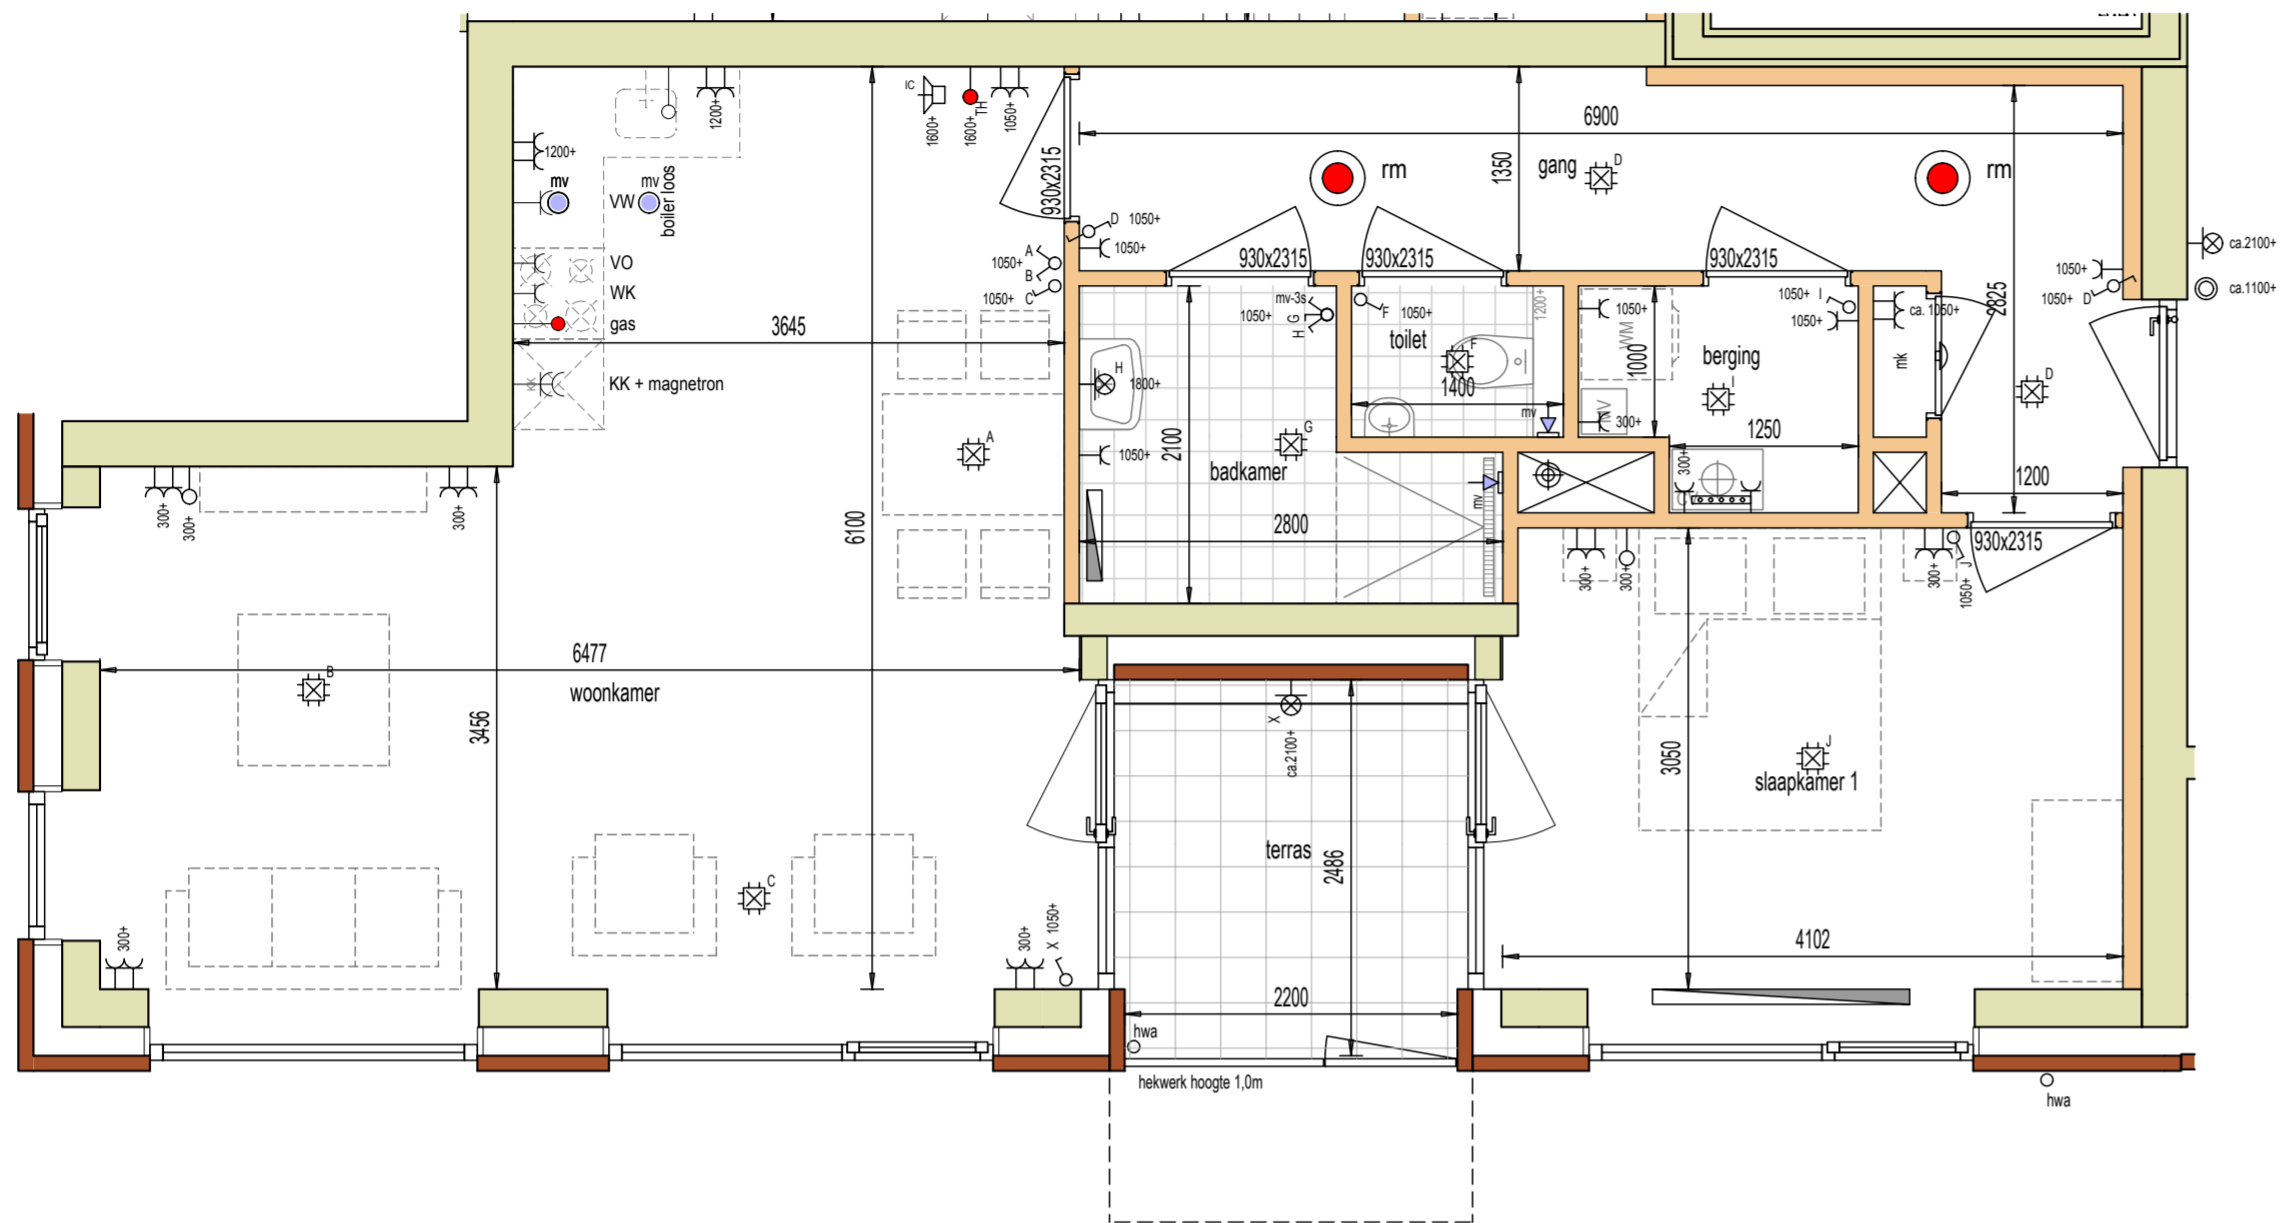 IC
1600+
1600+
TH
1050+
1200+
1200+
mv
mv
VW
boiler loos
VO
WK
gas
KK
KK + magnetron
930x2315
6900
1350
gang
D
rm
rm
ca.2100+
ca.1100+
D 1050+
1050+
A
1050+
B
1050+
C
930x2315
930x2315
930x2315
1050+
1050+
D
2825
3645
mv-3s
1050+
G
H
F
1050+
toilet
1200+
F
1400
mv
1050+
WM
1000
berging
I
MV
300+
1050+
I
1050+
ca. 1050+
mk
D
H
1800+
2100
1050+
G
badkamer
mv
2800
1250
300+
1200
930x2315
A
6100
300+
300+
300+
300+
300+
300+
1050+
J
6477
woonkamer
B
3456
X
ca.2100+
3050
J
slaapkamer 1
terras
2486
C
300+
300+
X 1050+
4102
2200
hwa
hekwerk hoogte 1,0m
hwa